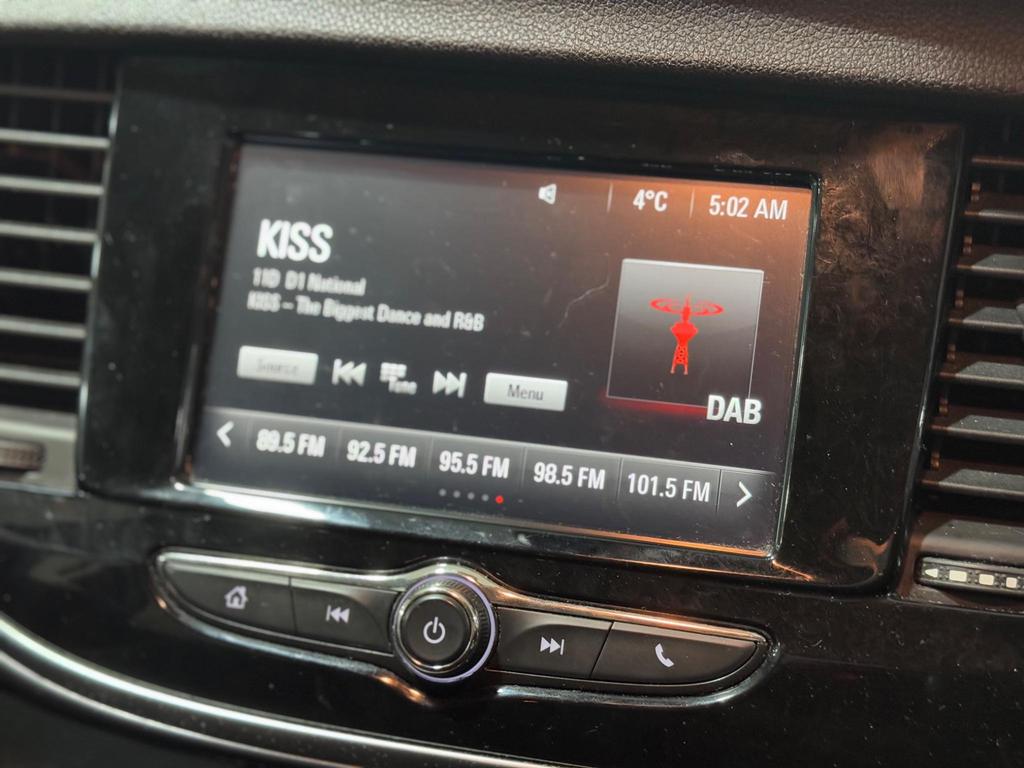 4°C 5:02 AM
KISS
11D D1 National
KISS – The Biggest Dance and R&B
Source Tune Menu
DAB
89.5 FM 92.5 FM 95.5 FM 98.5 FM 101.5 FM